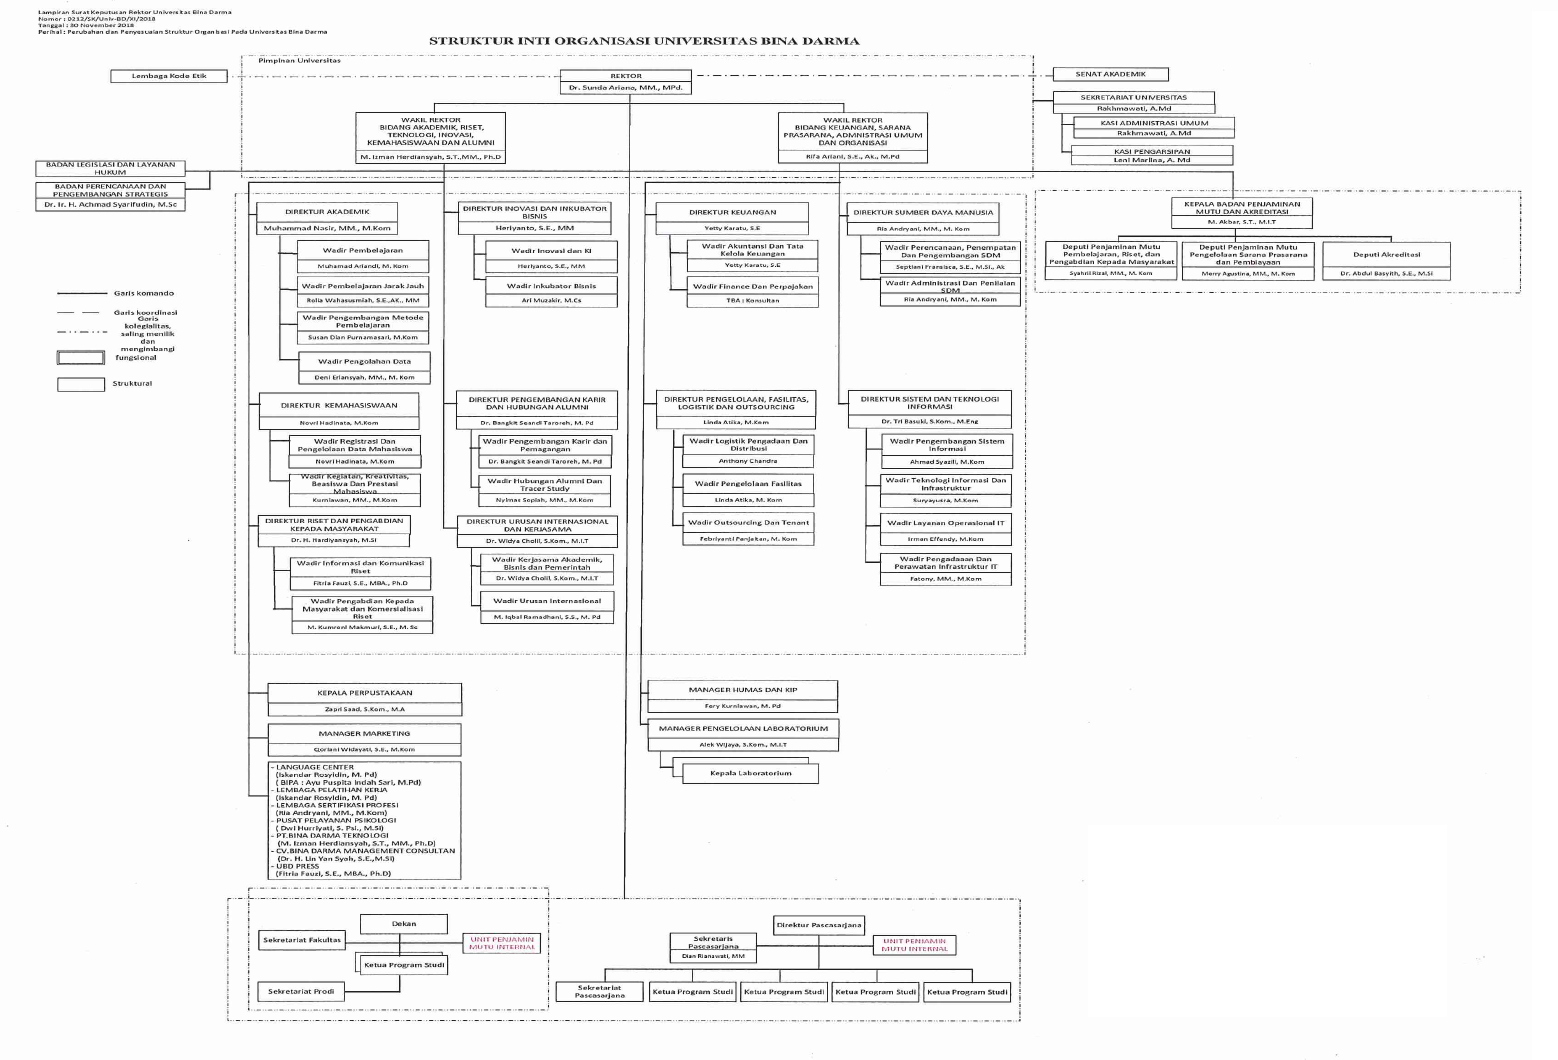 Lampiran Surat Keputusan Rektor Universitas Bina Darma
Nomor : 0212/SK/Univ-BD/XI/2018
Tanggal : 30 November 2018
Perihal : Perubahan dan Penyesuaian Struktur Organisasi Pada Universitas Bina Darma
STRUKTUR INTI ORGANISASI UNIVERSITAS BINA DARMA
Pimpinan Universitas
Lembaga Kode Etik
REKTOR
Dr. Sunda Ariana, MM., MPd.
SENAT AKADEMIK
SEKRETARIAT UNIVERSITAS
Rakhmawati, A.Md
KASI ADMINISTRASI UMUM
Rakhmawati, A.Md
KASI PENGARSIPAN
Leni Marlina, A. Md
WAKIL REKTOR
BIDANG AKADEMIK, RISET,
TEKNOLOGI, INOVASI,
KEMAHASISWAAN DAN ALUMNI
M. Izman Herdiansyah, S.T.,MM., Ph.D
WAKIL REKTOR
BIDANG KEUANGAN, SARANA
PRASARANA, ADMNISTRASI UMUM
DAN ORGANISASI
Rifa Ariani, S.E., Ak., M.Pd
BADAN LEGISLASI DAN LAYANAN
HUKUM
BADAN PERENCANAAN DAN
PENGEMBANGAN STRATEGIS
Dr. Ir. H. Achmad Syarifudin, M.Sc
KEPALA BADAN PENJAMINAN
MUTU DAN AKREDITASI
M. Akbar, S.T., M.I.T
Deputi Penjaminan Mutu
Pembelajaran, Riset, dan
Pengabdian Kepada Masyarakat
Syahril Rizal, MM., M. Kom
Deputi Penjaminan Mutu
Pengelolaan Sarana Prasarana
dan Pembiayaan
Merry Agustina, MM., M. Kom
Deputi Akreditasi
Dr. Abdul Basyith, S.E., M.Si
DIREKTUR AKADEMIK
Muhammad Nasir, MM., M.Kom
Wadir Pembelajaran
Muhamad Ariandi, M. Kom
Wadir Pembelajaran Jarak Jauh
Rolia Wahasusmiah, S.E.,AK., MM
Wadir Pengembangan Metode
Pembelajaran
Susan Dian Purnamasari, M.Kom
Wadir Pengolahan Data
Deni Erlansyah, MM., M. Kom
DIREKTUR INOVASI DAN INKUBATOR
BISNIS
Heriyanto, S.E., MM
Wadir Inovasi dan KI
Heriyanto, S.E., MM
Wadir Inkubator Bisnis
Ari Muzakir, M.Cs
DIREKTUR KEUANGAN
Yetty Karatu, S.E
Wadir Akuntansi Dan Tata
Kelola Keuangan
Yetty Karatu, S.E
Wadir Finance Dan Perpajakan
TBA : Konsultan
DIREKTUR SUMBER DAYA MANUSIA
Ria Andryani, MM., M. Kom
Wadir Perencanaan, Penempatan
Dan Pengembangan SDM
Septiani Fransisca, S.E., M.Si., Ak
Wadir Administrasi Dan Penilaian
SDM
Ria Andryani, MM., M. Kom
Garis komando
Garis koordinasi
Garis
kolegialitas,
saling menilik
dan
mengimbangi
fungsional
Struktural
DIREKTUR KEMAHASISWAAN
Novri Hadinata, M.Kom
Wadir Registrasi Dan
Pengelolaan Data Mahasiswa
Novri Hadinata, M.Kom
Wadir Kegiatan, Kreativitas,
Beasiswa Dan Prestasi
Mahasiswa
Kurniawan, MM., M.Kom
DIREKTUR PENGEMBANGAN KARIR
DAN HUBUNGAN ALUMNI
Dr. Bangkit Seandi Taroreh, M. Pd
Wadir Pengembangan Karir dan
Pemagangan
Dr. Bangkit Seandi Taroreh, M. Pd
Wadir Hubungan Alumni Dan
Tracer Study
Nyimas Sopiah, MM., M. Kom
DIREKTUR PENGELOLAAN, FASILITAS,
LOGISTIK DAN OUTSOURCING
Linda Atika, M.Kom
Wadir Logistik Pengadaan Dan
Distribusi
Anthony Chandra
Wadir Pengelolaan Fasilitas
Linda Atika, M. Kom
Wadir Outsourcing Dan Tenant
Febriyanti Panjaitan, M. Kom
DIREKTUR SISTEM DAN TEKNOLOGI
INFORMASI
Dr. Tri Basuki, S.Kom., M.Eng
Wadir Pengembangan Sistem
Informasi
Ahmad Syazili, M.Kom
Wadir Teknologi Informasi Dan
Infrastruktur
Suryayusra, M.Kom
Wadir Layanan Operasional IT
Irman Effendy, M.Kom
Wadir Pengadaaan Dan
Perawatan Infrastruktur IT
Fatony, MM., M.Kom
DIREKTUR RISET DAN PENGABDIAN
KEPADA MASYARAKAT
Dr. H. Hardiyansyah, M.Si
Wadir Informasi dan Komunikasi
Riset
Fitria Fauzi, S.E., MBA., Ph.D
Wadir Pengabdian Kepada
Masyarakat dan Komersialisasi
Riset
M. Kumroni Makmuri, S.E., M. Sc
DIREKTUR URUSAN INTERNASIONAL
DAN KERJASAMA
Dr. Widya Cholil, S.Kom., M.I.T
Wadir Kerjasama Akademik,
Bisnis dan Pemerintah
Dr. Widya Cholil, S.Kom., M.I.T
Wadir Urusan Internasional
M. Iqbal Ramadhani, S.S., M. Pd
KEPALA PERPUSTAKAAN
Zapri Saad, S.Kom., M.A
MANAGER MARKETING
Qoriani Widayati, S.E., M.Kom
- LANGUAGE CENTER
(Iskandar Rosyidin, M. Pd)
( BIPA : Ayu Puspita Indah Sari, M.Pd)
- LEMBAGA PELATIHAN KERJA
(Iskandar Rosyidin, M. Pd)
- LEMBAGA SERTIFIKASI PROFESI
(Ria Andryani, MM., M.Kom)
- PUSAT PELAYANAN PSIKOLOGI
( Dwi Hurriyati, S. Psi., M.Si)
- PT.BINA DARMA TEKNOLOGI
(M. Izman Herdiansyah, S.T., MM., Ph.D)
- CV.BINA DARMA MANAGEMENT CONSULTAN
(Dr. H. Lin Yan Syah, S.E.,M.Si)
- UBD PRESS
(Fitria Fauzi, S.E., MBA., Ph.D)
MANAGER HUMAS DAN KIP
Fery Kurniawan, M. Pd
MANAGER PENGELOLAAN LABORATORIUM
Alek Wijaya, S.Kom., M.I.T
Kepala Laboratorium
Dekan
Sekretariat Fakultas
UNIT PENJAMIN
MUTU INTERNAL
Ketua Program Studi
Sekretariat Prodi
Direktur Pascasarjana
Sekretaris
Pascasarjana
Dian Rianawati, MM
UNIT PENJAMIN
MUTU INTERNAL
Sekretariat
Pascasarjana
Ketua Program Studi
Ketua Program Studi
Ketua Program Studi
Ketua Program Studi